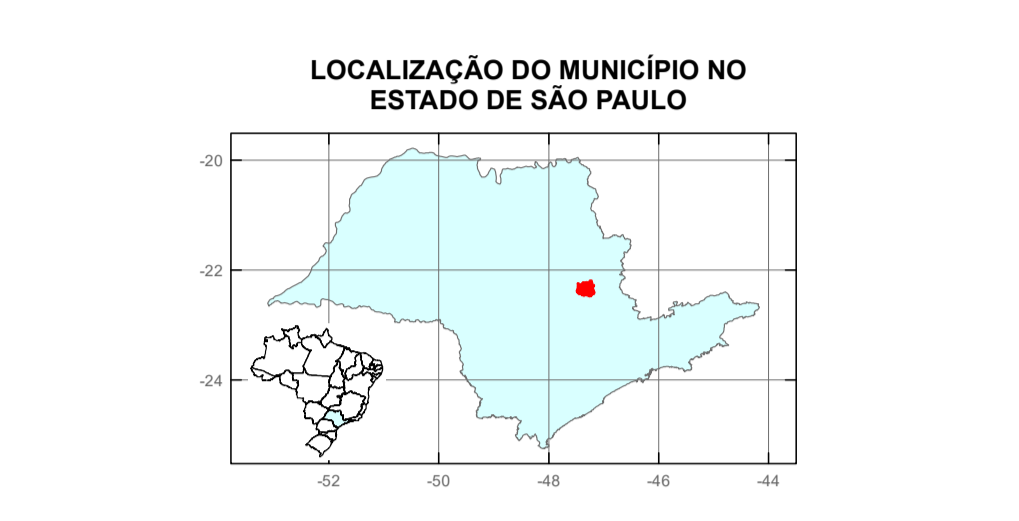 LOCALIZAÇÃO DO MUNICÍPIO NO
ESTADO DE SÃO PAULO
-20
-22
-24
-52 -50 -48 -46 -44